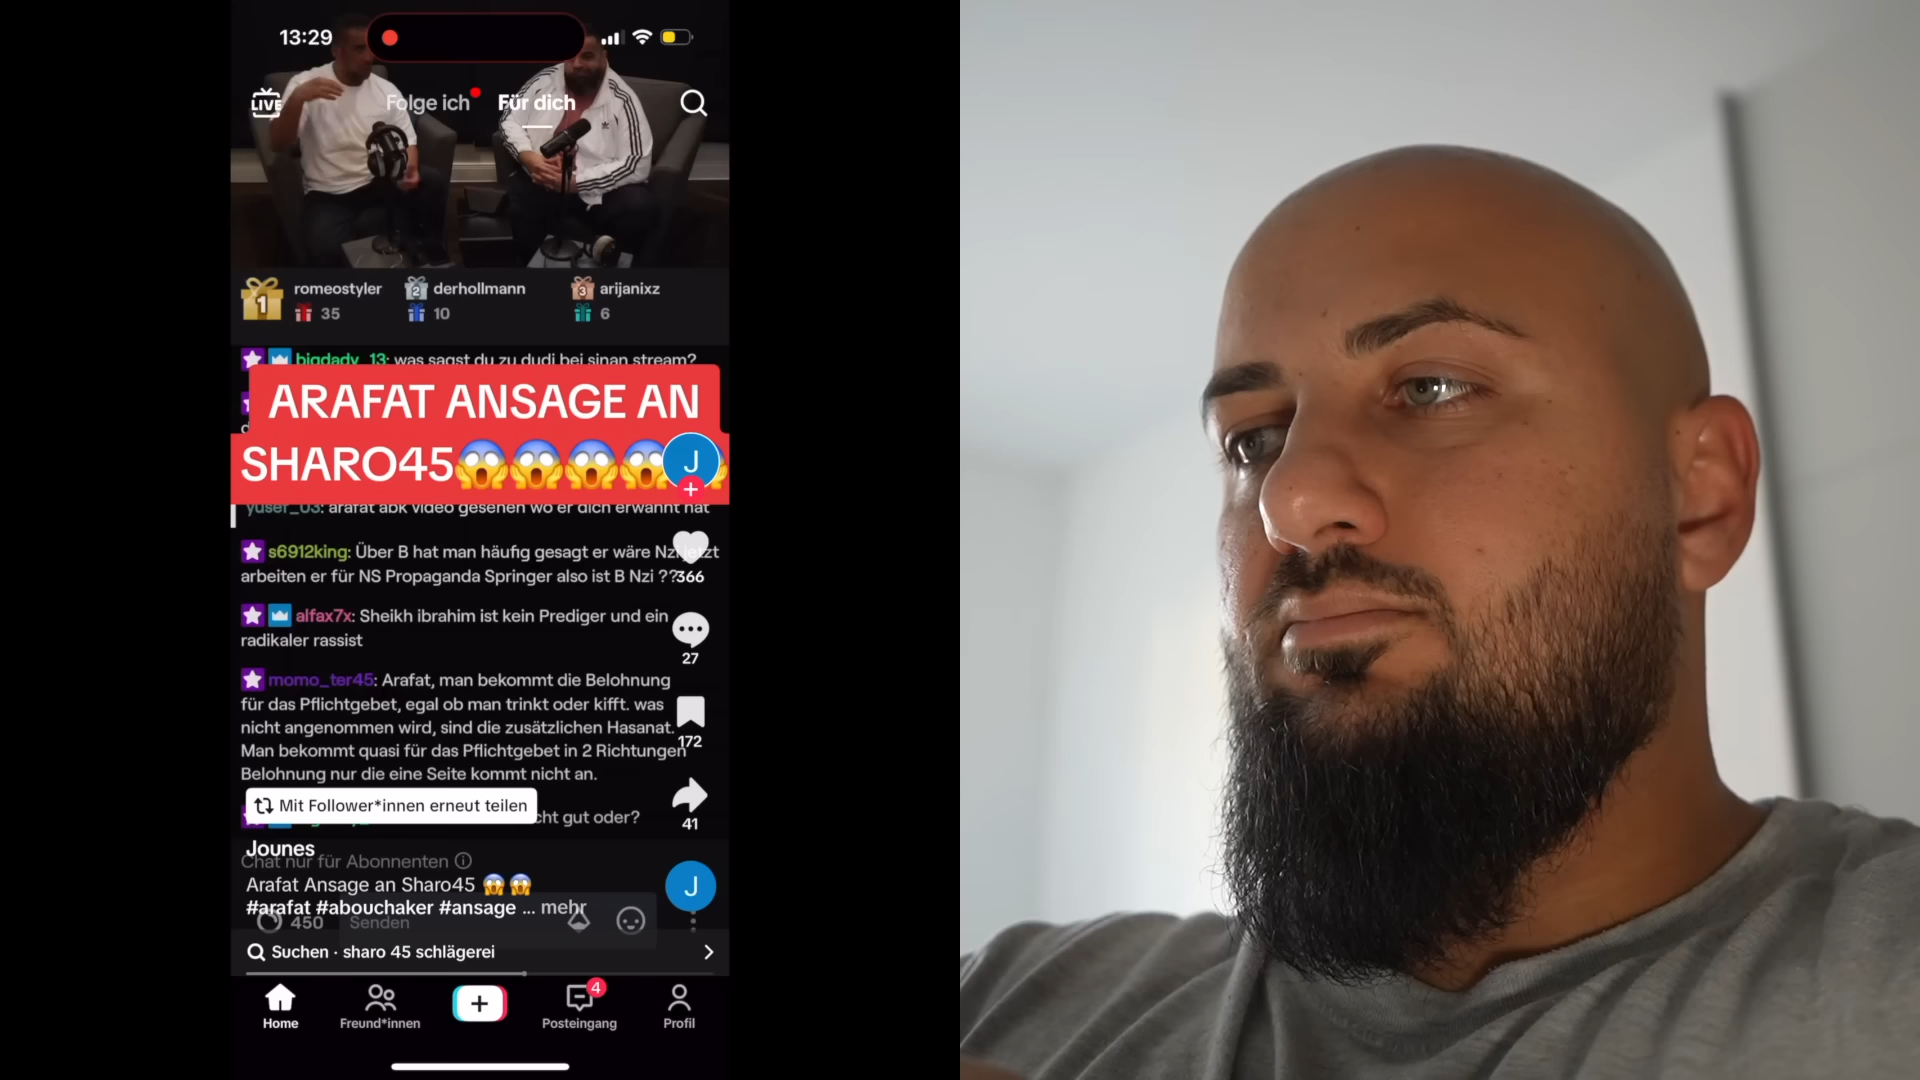 13:29
LIVE
Folge ich
Für dich
1
romeostyler
35
2
derhollmann
10
3
arijanixz
6
bigdady_13: was sagst du zu dudi bei sinan stream?
ARAFAT ANSAGE AN
SHARO45😱😱😱😱
J
yusef_03: arafat abk video gesehen wo er dich erwähnt hat
s6912king: Über B hat man häufig gesagt er wäre Nzi jetzt
arbeiten er für NS Propaganda Springer also ist B Nzi ??
366
alfax7x: Sheikh ibrahim ist kein Prediger und ein
radikaler rassist
27
momo_ter45: Arafat, man bekommt die Belohnung
für das Pflichtgebet, egal ob man trinkt oder kifft. was
nicht angenommen wird, sind die zusätzlichen Hasanat.
Man bekommt quasi für das Pflichtgebet in 2 Richtungen
172
Belohnung nur die eine Seite kommt nicht an.
Mit Follower*innen erneut teilen
cht gut oder?
41
Jounes
Chat nur für Abonnenten
Arafat Ansage an Sharo45 😱😱
J
#arafat #abouchaker #ansage ... mehr
450
Senden
Suchen · sharo 45 schlägerei
4
Home
Freund*innen
Posteingang
Profil